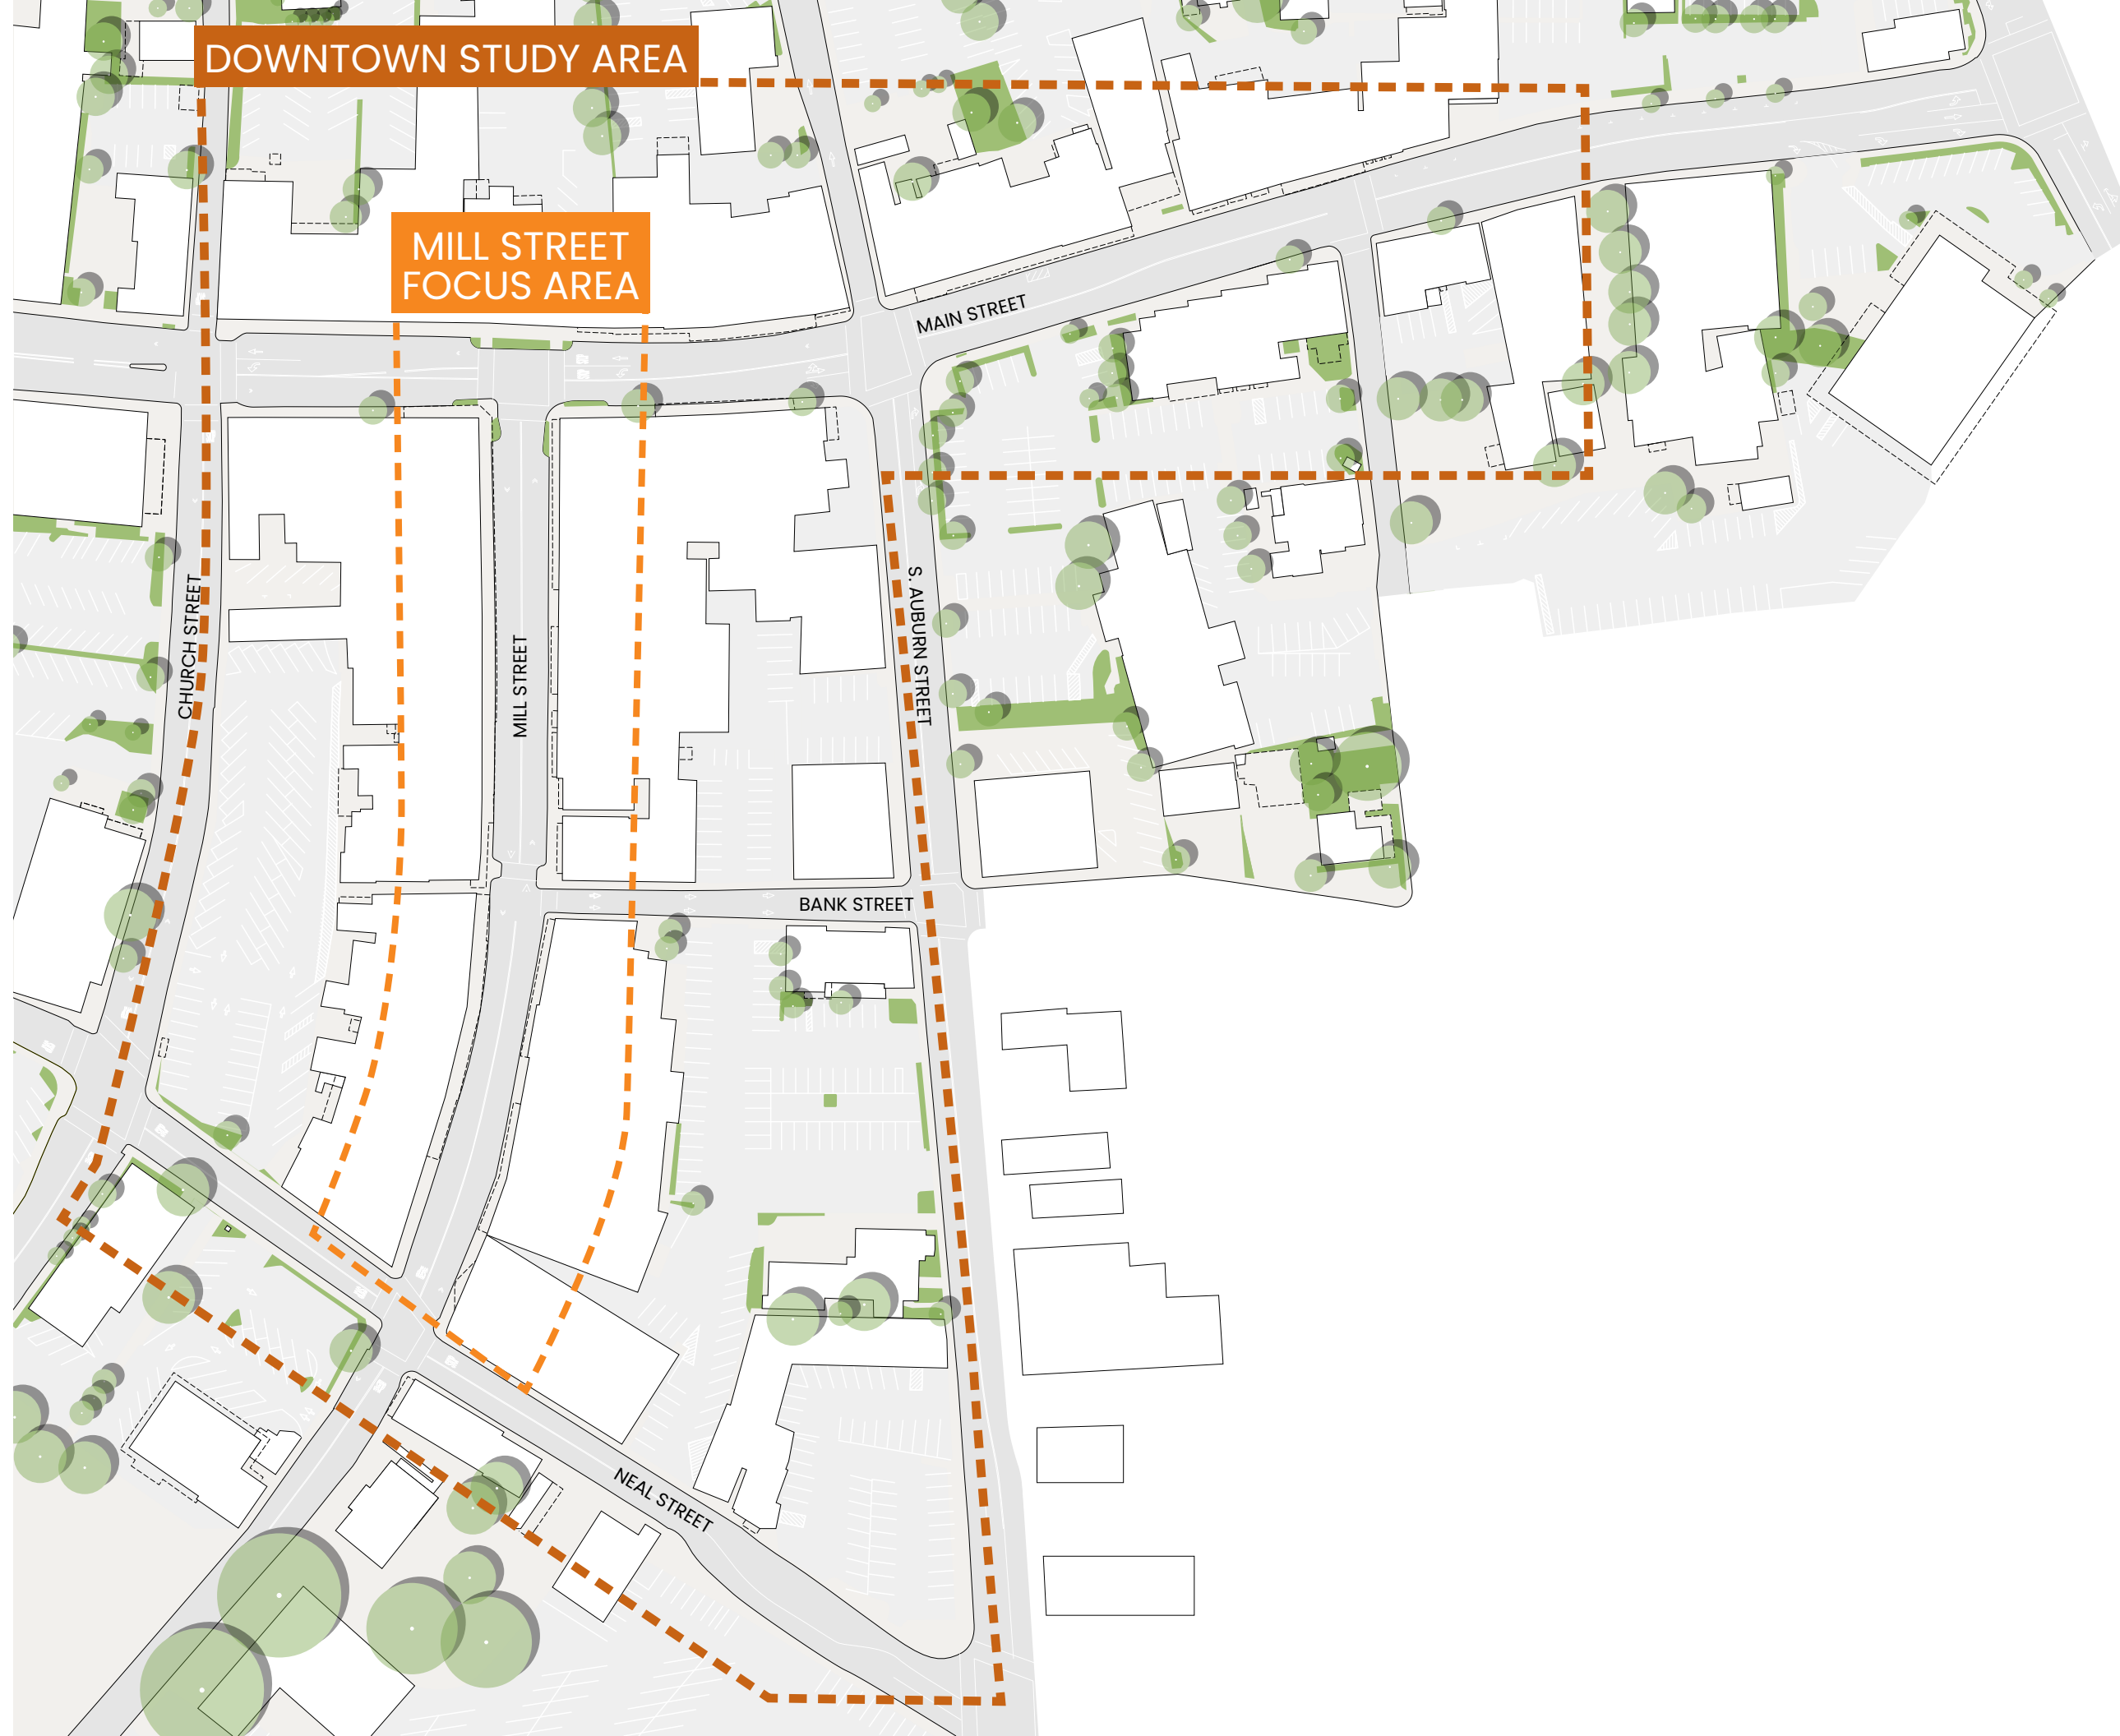 DOWNTOWN STUDY AREA
MILL STREET
FOCUS AREA
MAIN STREET
CHURCH STREET
MILL STREET
S. AUBURN STREET
BANK STREET
NEAL STREET